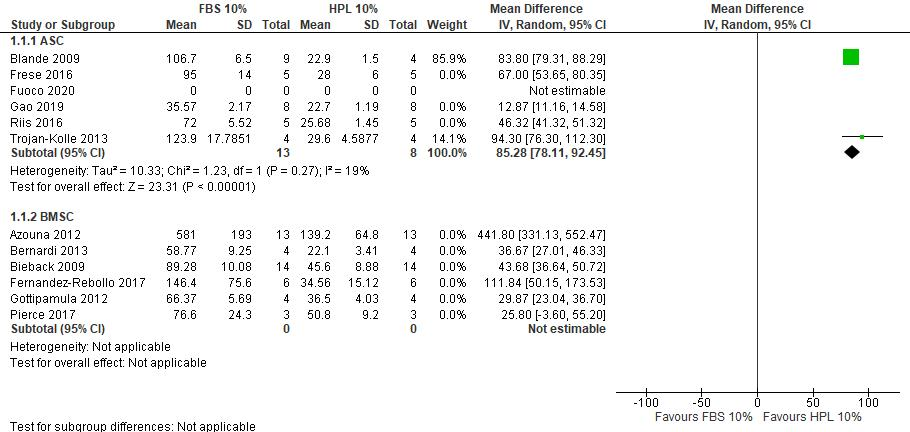 FBS 10% HPL 10% Mean Difference Mean Difference
Study or Subgroup Mean SD Total Mean SD Total Weight IV, Random, 95% CI IV, Random, 95% CI
1.1.1 ASC
Blande 2009 106.7 6.5 9 22.9 1.5 4 85.9% 83.80 [79.31, 88.29]
Frese 2016 95 14 5 28 6 5 0.0% 67.00 [53.65, 80.35]
Fuoco 2020 0 0 0 0 0 0 Not estimable
Gao 2019 35.57 2.17 8 22.7 1.19 8 0.0% 12.87 [11.16, 14.58]
Riis 2016 72 5.52 5 25.68 1.45 5 0.0% 46.32 [41.32, 51.32]
Trojan-Kolle 2013 123.9 17.7851 4 29.6 4.5877 4 14.1% 94.30 [76.30, 112.30]
Subtotal (95% CI) 13 8 100.0% 85.28 [78.11, 92.45]
Heterogeneity: Tau² = 10.33; Chi² = 1.23, df = 1 (P = 0.27); I² = 19%
Test for overall effect: Z = 23.31 (P < 0.00001)
1.1.2 BMSC
Azouna 2012 581 193 13 139.2 64.8 13 0.0% 441.80 [331.13, 552.47]
Bernardi 2013 58.77 9.25 4 22.1 3.41 4 0.0% 36.67 [27.01, 46.33]
Bieback 2009 89.28 10.08 14 45.6 8.88 14 0.0% 43.68 [36.64, 50.72]
Fernandez-Rebollo 2017 146.4 75.6 6 34.56 15.12 6 0.0% 111.84 [50.15, 173.53]
Gottipamula 2012 66.37 5.69 4 36.5 4.03 4 0.0% 29.87 [23.04, 36.70]
Pierce 2017 76.6 24.3 3 50.8 9.2 3 0.0% 25.80 [-3.60, 55.20]
Subtotal (95% CI) 0 0 Not estimable
Heterogeneity: Not applicable
Test for overall effect: Not applicable
-100 -50 0 50 100
Favours FBS 10% Favours HPL 10%
Test for subgroup differences: Not applicable